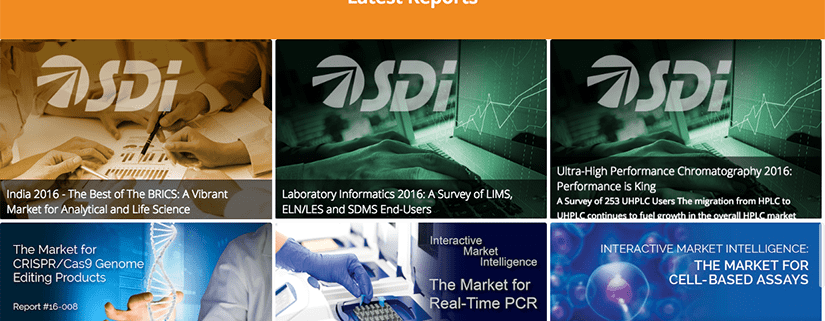 Latest Reports
SDi
SDi
SDi
India 2016 - The Best of The BRICS: A Vibrant
Market for Analytical and Life Science
Laboratory Informatics 2016: A Survey of LIMS,
ELN/LES and SDMS End-Users
Ultra-High Performance Chromatography 2016:
Performance is King
A Survey of 253 UHPLC Users The migration from HPLC to
UHPLC continues to fuel growth in the overall HPLC market
The Market for
CRISPR/Cas9 Genome
Editing Products
Report #16-008
Interactive
Market
Intelligence
The Market for
Real-Time PCR
INTERACTIVE MARKET INTELLIGENCE:
THE MARKET FOR
CELL-BASED ASSAYS